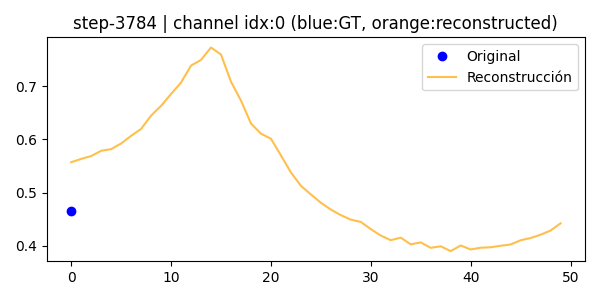 step-3784 | channel idx:0 (blue:GT, orange:reconstructed)
Original
Reconstrucción
0.7
0.6
0.5
0.4
0 10 20 30 40 50